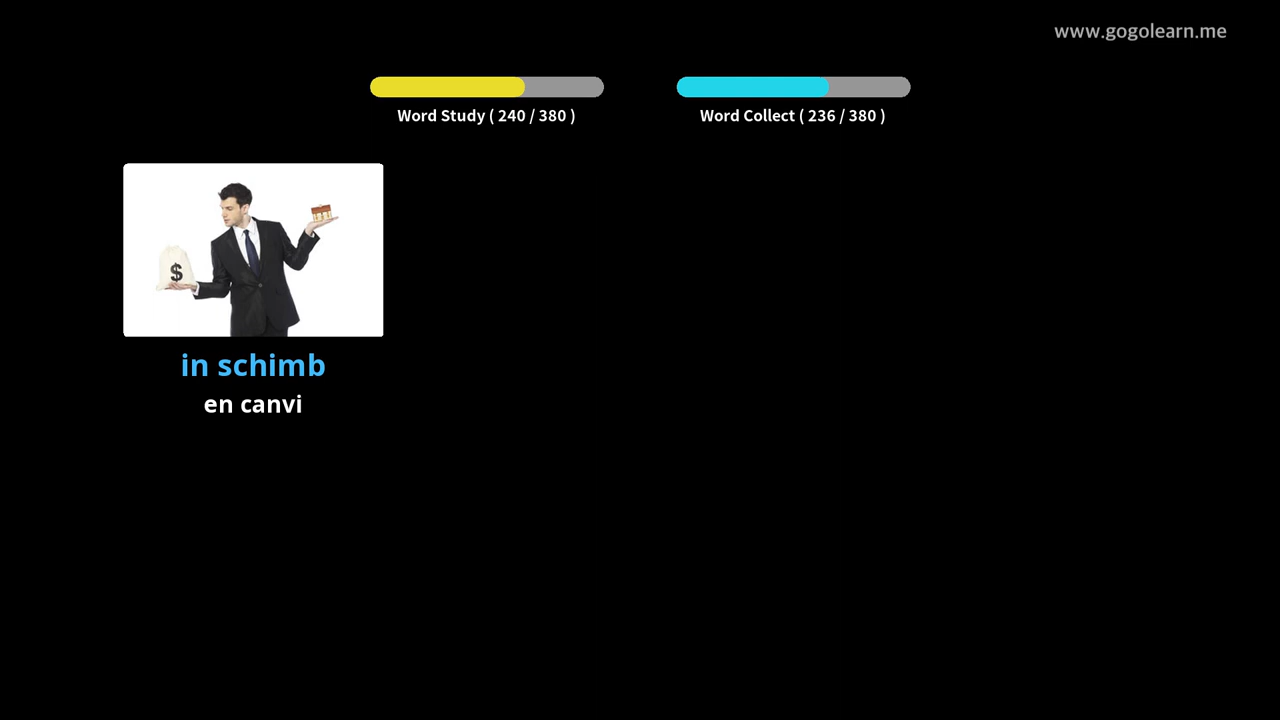 www.gogolearn.me
Word Study ( 240 / 380 )
Word Collect ( 236 / 380 )
$
in schimb
en canvi